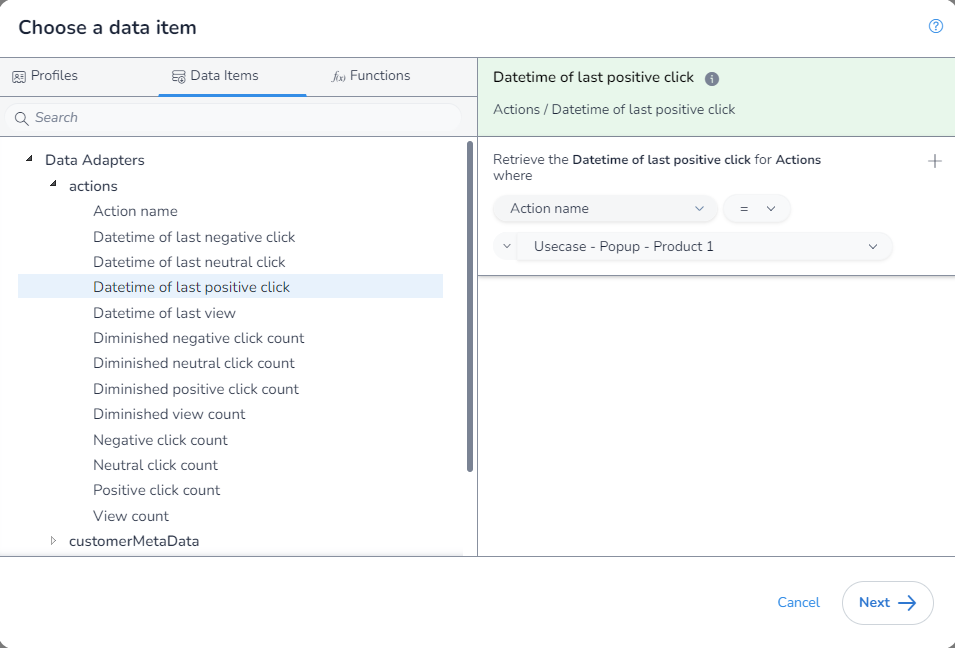 Choose a data item
?
Profiles
Data Items
f(x) Functions
Search
Data Adapters
actions
Action name
Datetime of last negative click
Datetime of last neutral click
Datetime of last positive click
Datetime of last view
Diminished negative click count
Diminished neutral click count
Diminished positive click count
Diminished view count
Negative click count
Neutral click count
Positive click count
View count
customerMetaData
Datetime of last positive click i
Actions / Datetime of last positive click
Retrieve the Datetime of last positive click for Actions
where
Action name
=
Usecase - Popup - Product 1
Cancel
Next